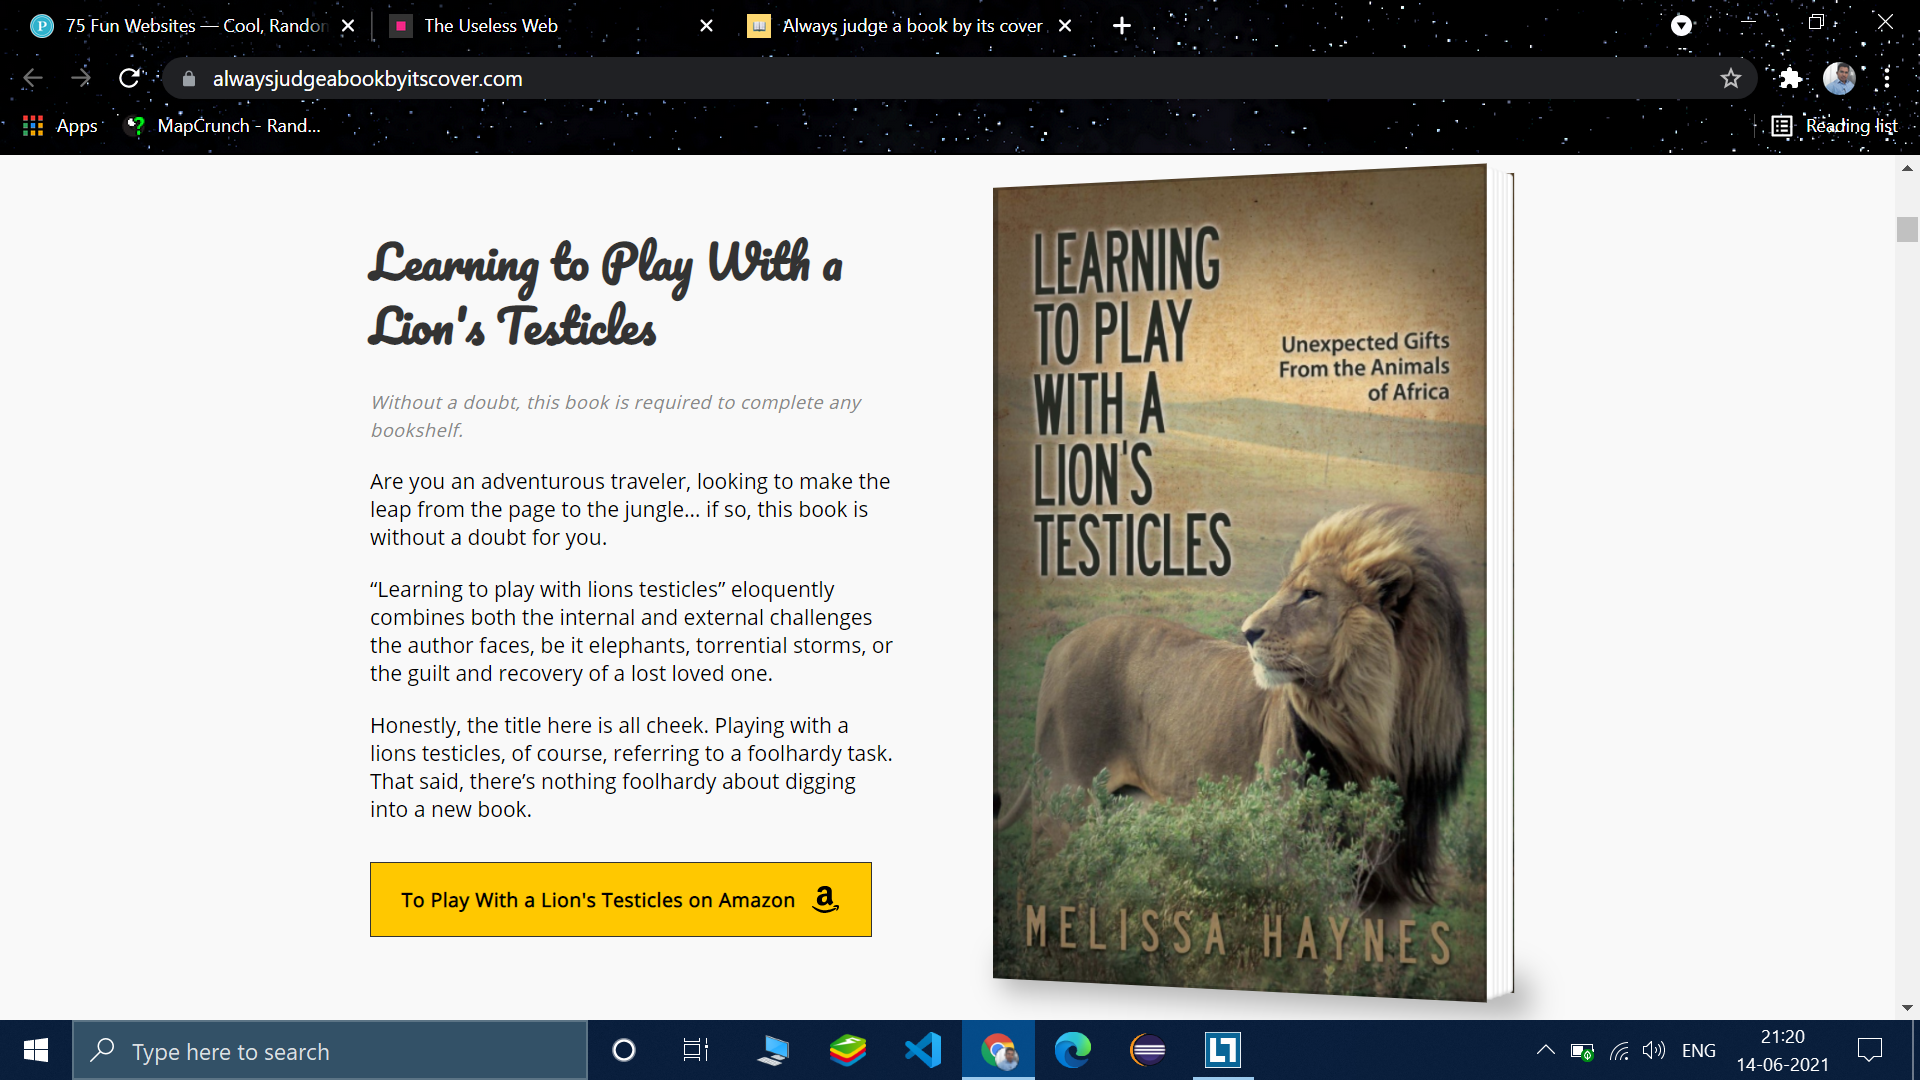 75 Fun Websites — Cool, Random
The Useless Web
Always judge a book by its cover
alwaysjudgeabookbyitscover.com
Apps
MapCrunch - Rand...
Reading list
Learning to Play With a
Lion's Testicles
Without a doubt, this book is required to complete any
bookshelf.
Are you an adventurous traveler, looking to make the
leap from the page to the jungle... if so, this book is
without a doubt for you.
“Learning to play with lions testicles” eloquently
combines both the internal and external challenges
the author faces, be it elephants, torrential storms, or
the guilt and recovery of a lost loved one.
Honestly, the title here is all cheek. Playing with a
lions testicles, of course, referring to a foolhardy task.
That said, there’s nothing foolhardy about digging
into a new book.
To Play With a Lion's Testicles on Amazon
LEARNING
TO PLAY
WITH A
LION'S
TESTICLES
Unexpected Gifts
From the Animals
of Africa
MELISSA HAYNES
Type here to search
ENG
21:20
14-06-2021